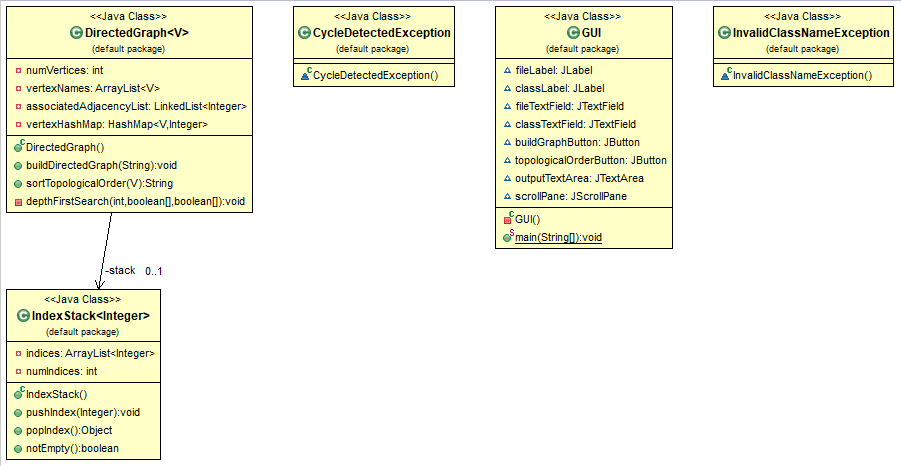 <<Java Class>>
DirectedGraph<V>
(default package)
numVertices: int
vertexNames: ArrayList<V>
associatedAdjacencyList: LinkedList<Integer>
vertexHashMap: HashMap<V,Integer>
DirectedGraph()
buildDirectedGraph(String):void
sortTopologicalOrder(V):String
depthFirstSearch(int,boolean[],boolean[]):void
-stack 0..1
<<Java Class>>
IndexStack<Integer>
(default package)
indices: ArrayList<Integer>
numIndices: int
IndexStack()
pushIndex(Integer):void
popIndex():Object
notEmpty():boolean
<<Java Class>>
CycleDetectedException
(default package)
CycleDetectedException()
<<Java Class>>
GUI
(default package)
fileLabel: JLabel
classLabel: JLabel
fileTextField: JTextField
classTextField: JTextField
buildGraphButton: JButton
topologicalOrderButton: JButton
outputTextArea: JTextArea
scrollPane: JScrollPane
GUI()
main(String[]):void
<<Java Class>>
InvalidClassNameException
(default package)
InvalidClassNameException()